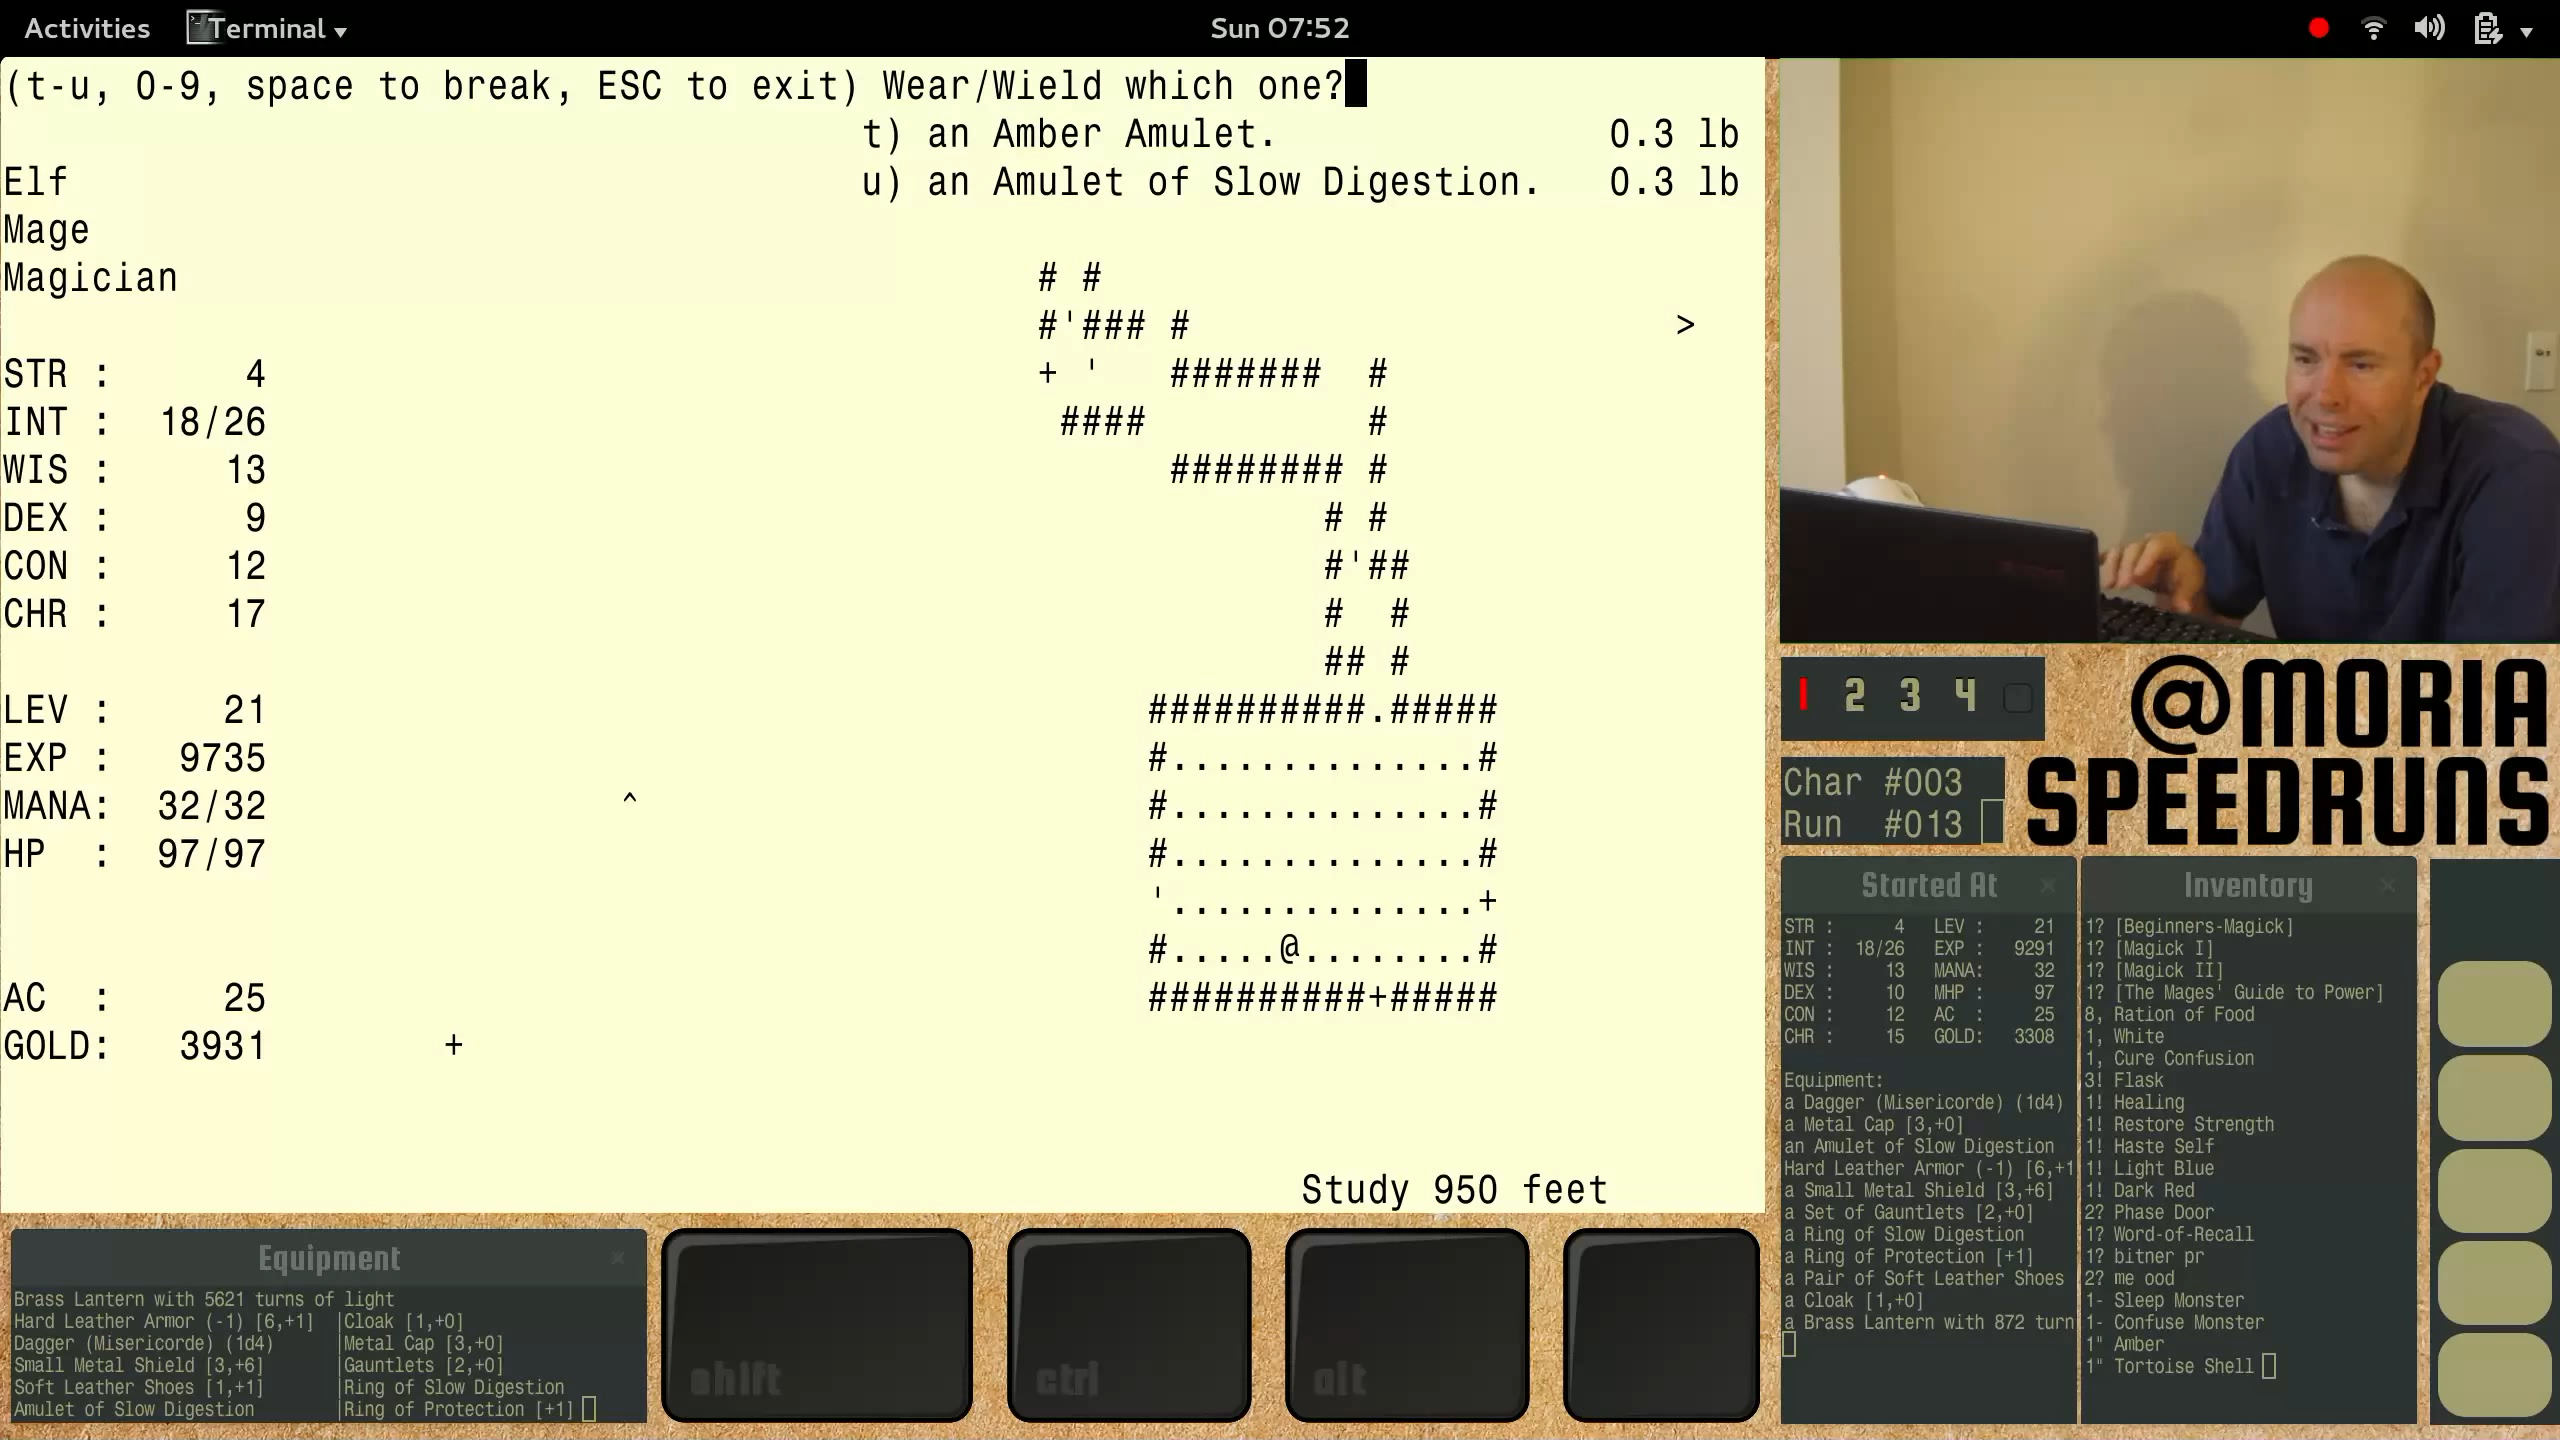 Activities Terminal Sun 07:52
(t-u, 0-9, space to break, ESC to exit) Wear/Wield which one?
t) an Amber Amulet. 0.3 lb
Elf u) an Amulet of Slow Digestion. 0.3 lb
Mage
Magician # #
#'### # >
STR : 4 + ' ####### #
INT : 18/26 #### #
WIS : 13 ######## #
DEX : 9 # #
CON : 12 #'##
CHR : 17 # #
## #
LEV : 21 ##########.#####
EXP : 9735 #..............#
MANA: 32/32 ^ #..............#
HP : 97/97 #..............#
'..............+
#.....@........#
AC : 25 ##########+#####
GOLD: 3931 +
Study 950 feet
1 2 3 4
@MORIA
SPEEDRUNS
Char #003
Run #013
Started At
STR : 4 LEV : 21
INT : 18/26 EXP : 9291
WIS : 13 MANA: 32
DEX : 10 MHP : 97
CON : 12 AC : 25
CHR : 15 GOLD: 3308
Equipment:
a Dagger (Misericorde) (1d4)
a Metal Cap [3,+0]
an Amulet of Slow Digestion
Hard Leather Armor (-1) [6,+1
a Small Metal Shield [3,+6]
a Set of Gauntlets [2,+0]
a Ring of Slow Digestion
a Ring of Protection [+1]
a Pair of Soft Leather Shoes
a Cloak [1,+0]
a Brass Lantern with 872 turn
Inventory
1? [Beginners-Magick]
1? [Magick I]
1? [Magick II]
1? [The Mages' Guide to Power]
8, Ration of Food
1, White
1, Cure Confusion
3! Flask
1! Healing
1! Restore Strength
1! Haste Self
1! Light Blue
1! Dark Red
2? Phase Door
1? Word-of-Recall
1? bitner pr
2? me ood
1- Sleep Monster
1- Confuse Monster
1" Amber
1" Tortoise Shell
Equipment
Brass Lantern with 5621 turns of light
Hard Leather Armor (-1) [6,+1] |Cloak [1,+0]
Dagger (Misericorde) (1d4) |Metal Cap [3,+0]
Small Metal Shield [3,+6] |Gauntlets [2,+0]
Soft Leather Shoes [1,+1] |Ring of Slow Digestion
Amulet of Slow Digestion |Ring of Protection [+1]
shift ctrl alt